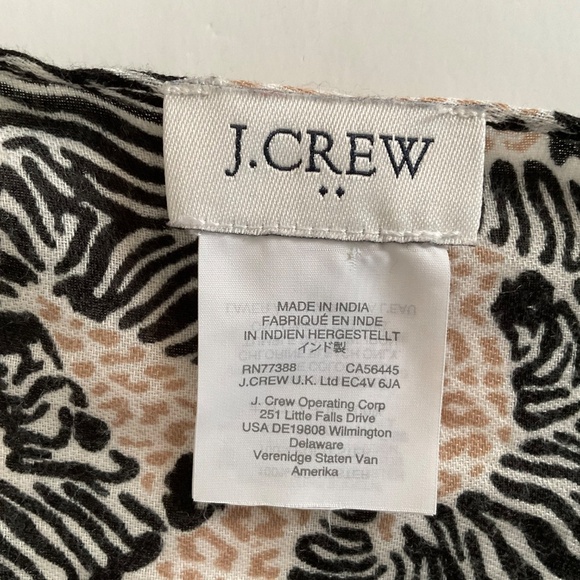 J.CREW
MADE IN INDIA
FABRIQUÉ EN INDE
IN INDIEN HERGESTELLT
インド製
RN77388 CA56445
J.CREW U.K. Ltd EC4V 6JA
J. Crew Operating Corp
251 Little Falls Drive
USA DE19808 Wilmington
Delaware
Verenidge Staten Van
Amerika